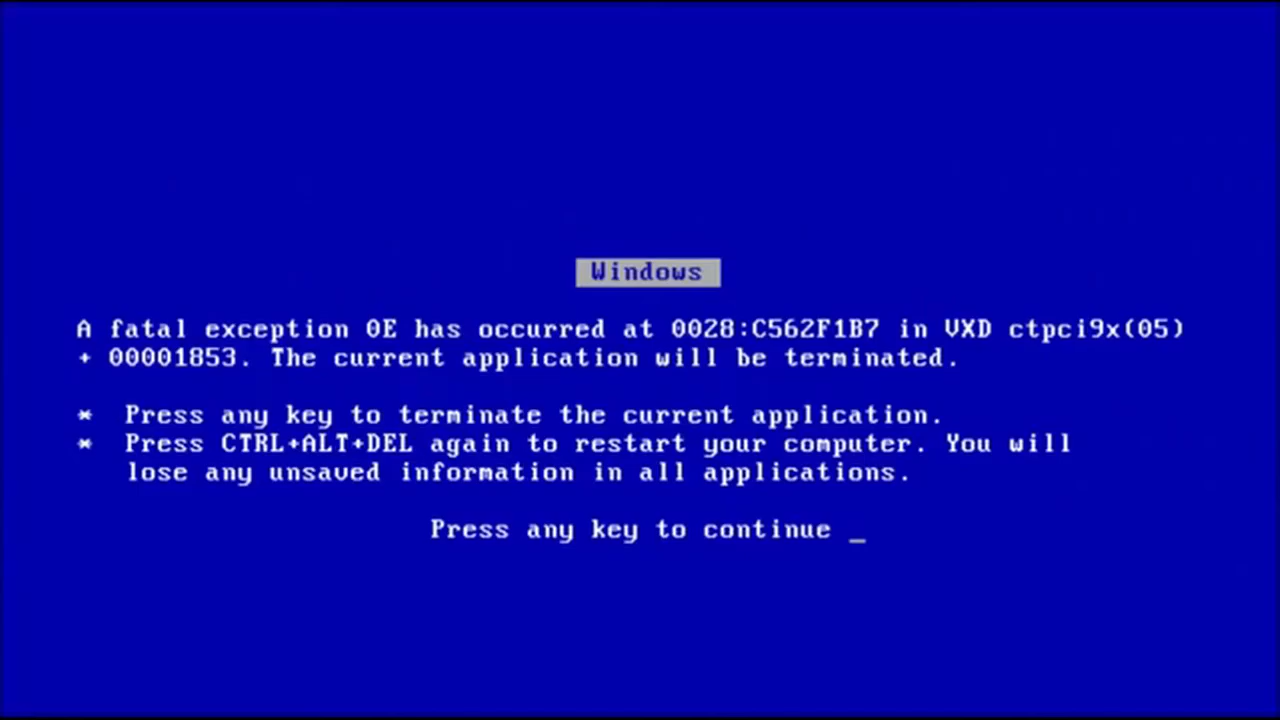 Windows
A fatal exception 0E has occurred at 0028:C562F1B7 in VXD ctpci9x(05)
+ 00001853. The current application will be terminated.
* Press any key to terminate the current application.
* Press CTRL+ALT+DEL again to restart your computer. You will
lose any unsaved information in all applications.
Press any key to continue _